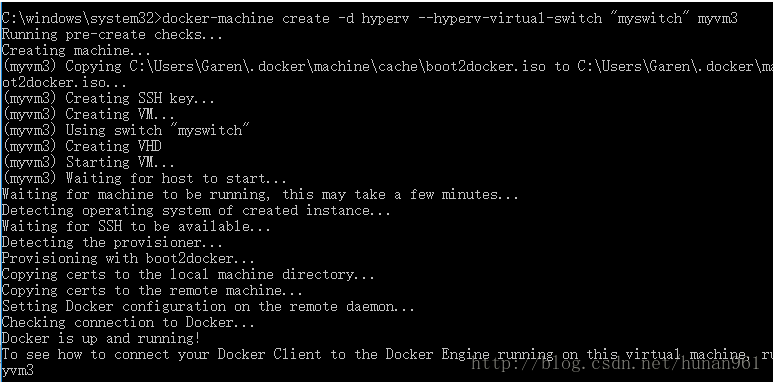 C:\windows\system32>docker-machine create -d hyperv --hyperv-virtual-switch "myswitch" myvm3
Running pre-create checks...
Creating machine...
(myvm3) Copying C:\Users\Garen\.docker\machine\cache\boot2docker.iso to C:\Users\Garen\.docker\ma
ot2docker.iso...
(myvm3) Creating SSH key...
(myvm3) Creating VM...
(myvm3) Using switch "myswitch"
(myvm3) Creating VHD
(myvm3) Starting VM...
(myvm3) Waiting for host to start...
Waiting for machine to be running, this may take a few minutes...
Detecting operating system of created instance...
Waiting for SSH to be available...
Detecting the provisioner...
Provisioning with boot2docker...
Copying certs to the local machine directory...
Copying certs to the remote machine...
Setting Docker configuration on the remote daemon...
Checking connection to Docker...
Docker is up and running!
To see how to connect your Docker Client to the Docker Engine running on this virtual machine, ru
yvm3
http://blog.csdn.net/hunan961